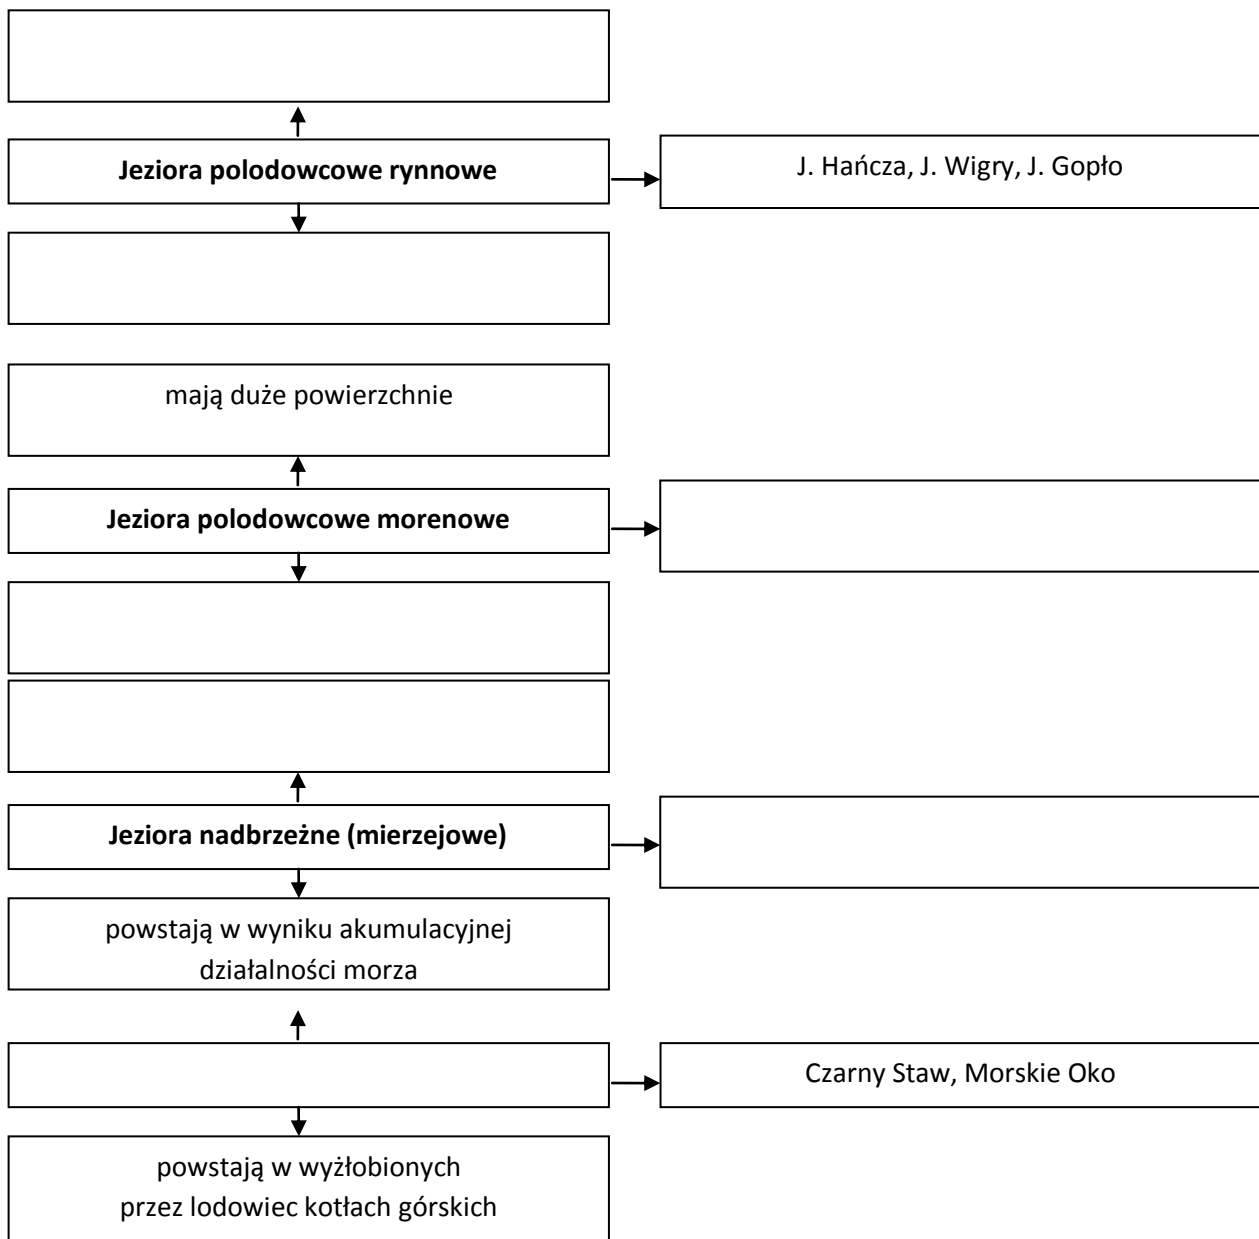 Jeziora polodowcowe rynnowe
J. Hańcza, J. Wigry, J. Gopło
mają duże powierzchnie
Jeziora polodowcowe morenowe
Jeziora nadbrzeżne (mierzejowe)
powstają w wyniku akumulacyjnej
działalności morza
Czarny Staw, Morskie Oko
powstają w wyżłobionych
przez lodowiec kotłach górskich